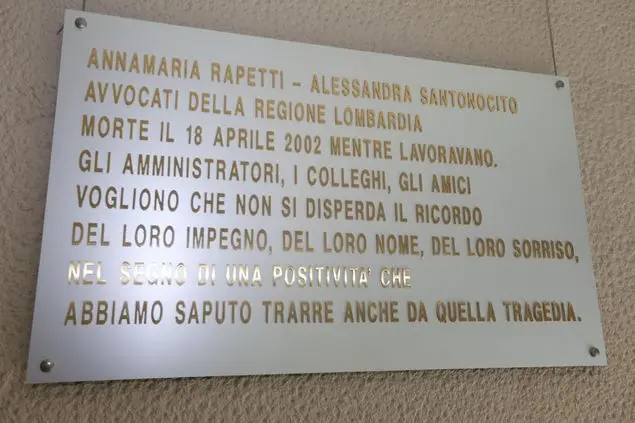 ANNAMARIA RAPETTI – ALESSANDRA SANTONOCITO
AVVOCATI DELLA REGIONE LOMBARDIA
MORTE IL 18 APRILE 2002 MENTRE LAVORAVANO.
GLI AMMINISTRATORI, I COLLEGHI, GLI AMICI
VOGLIONO CHE NON SI DISPERDA IL RICORDO
DEL LORO IMPEGNO, DEL LORO NOME, DEL LORO SORRISO,
NEL SEGNO DI UNA POSITIVITA' CHE
ABBIAMO SAPUTO TRARRE ANCHE DA QUELLA TRAGEDIA.